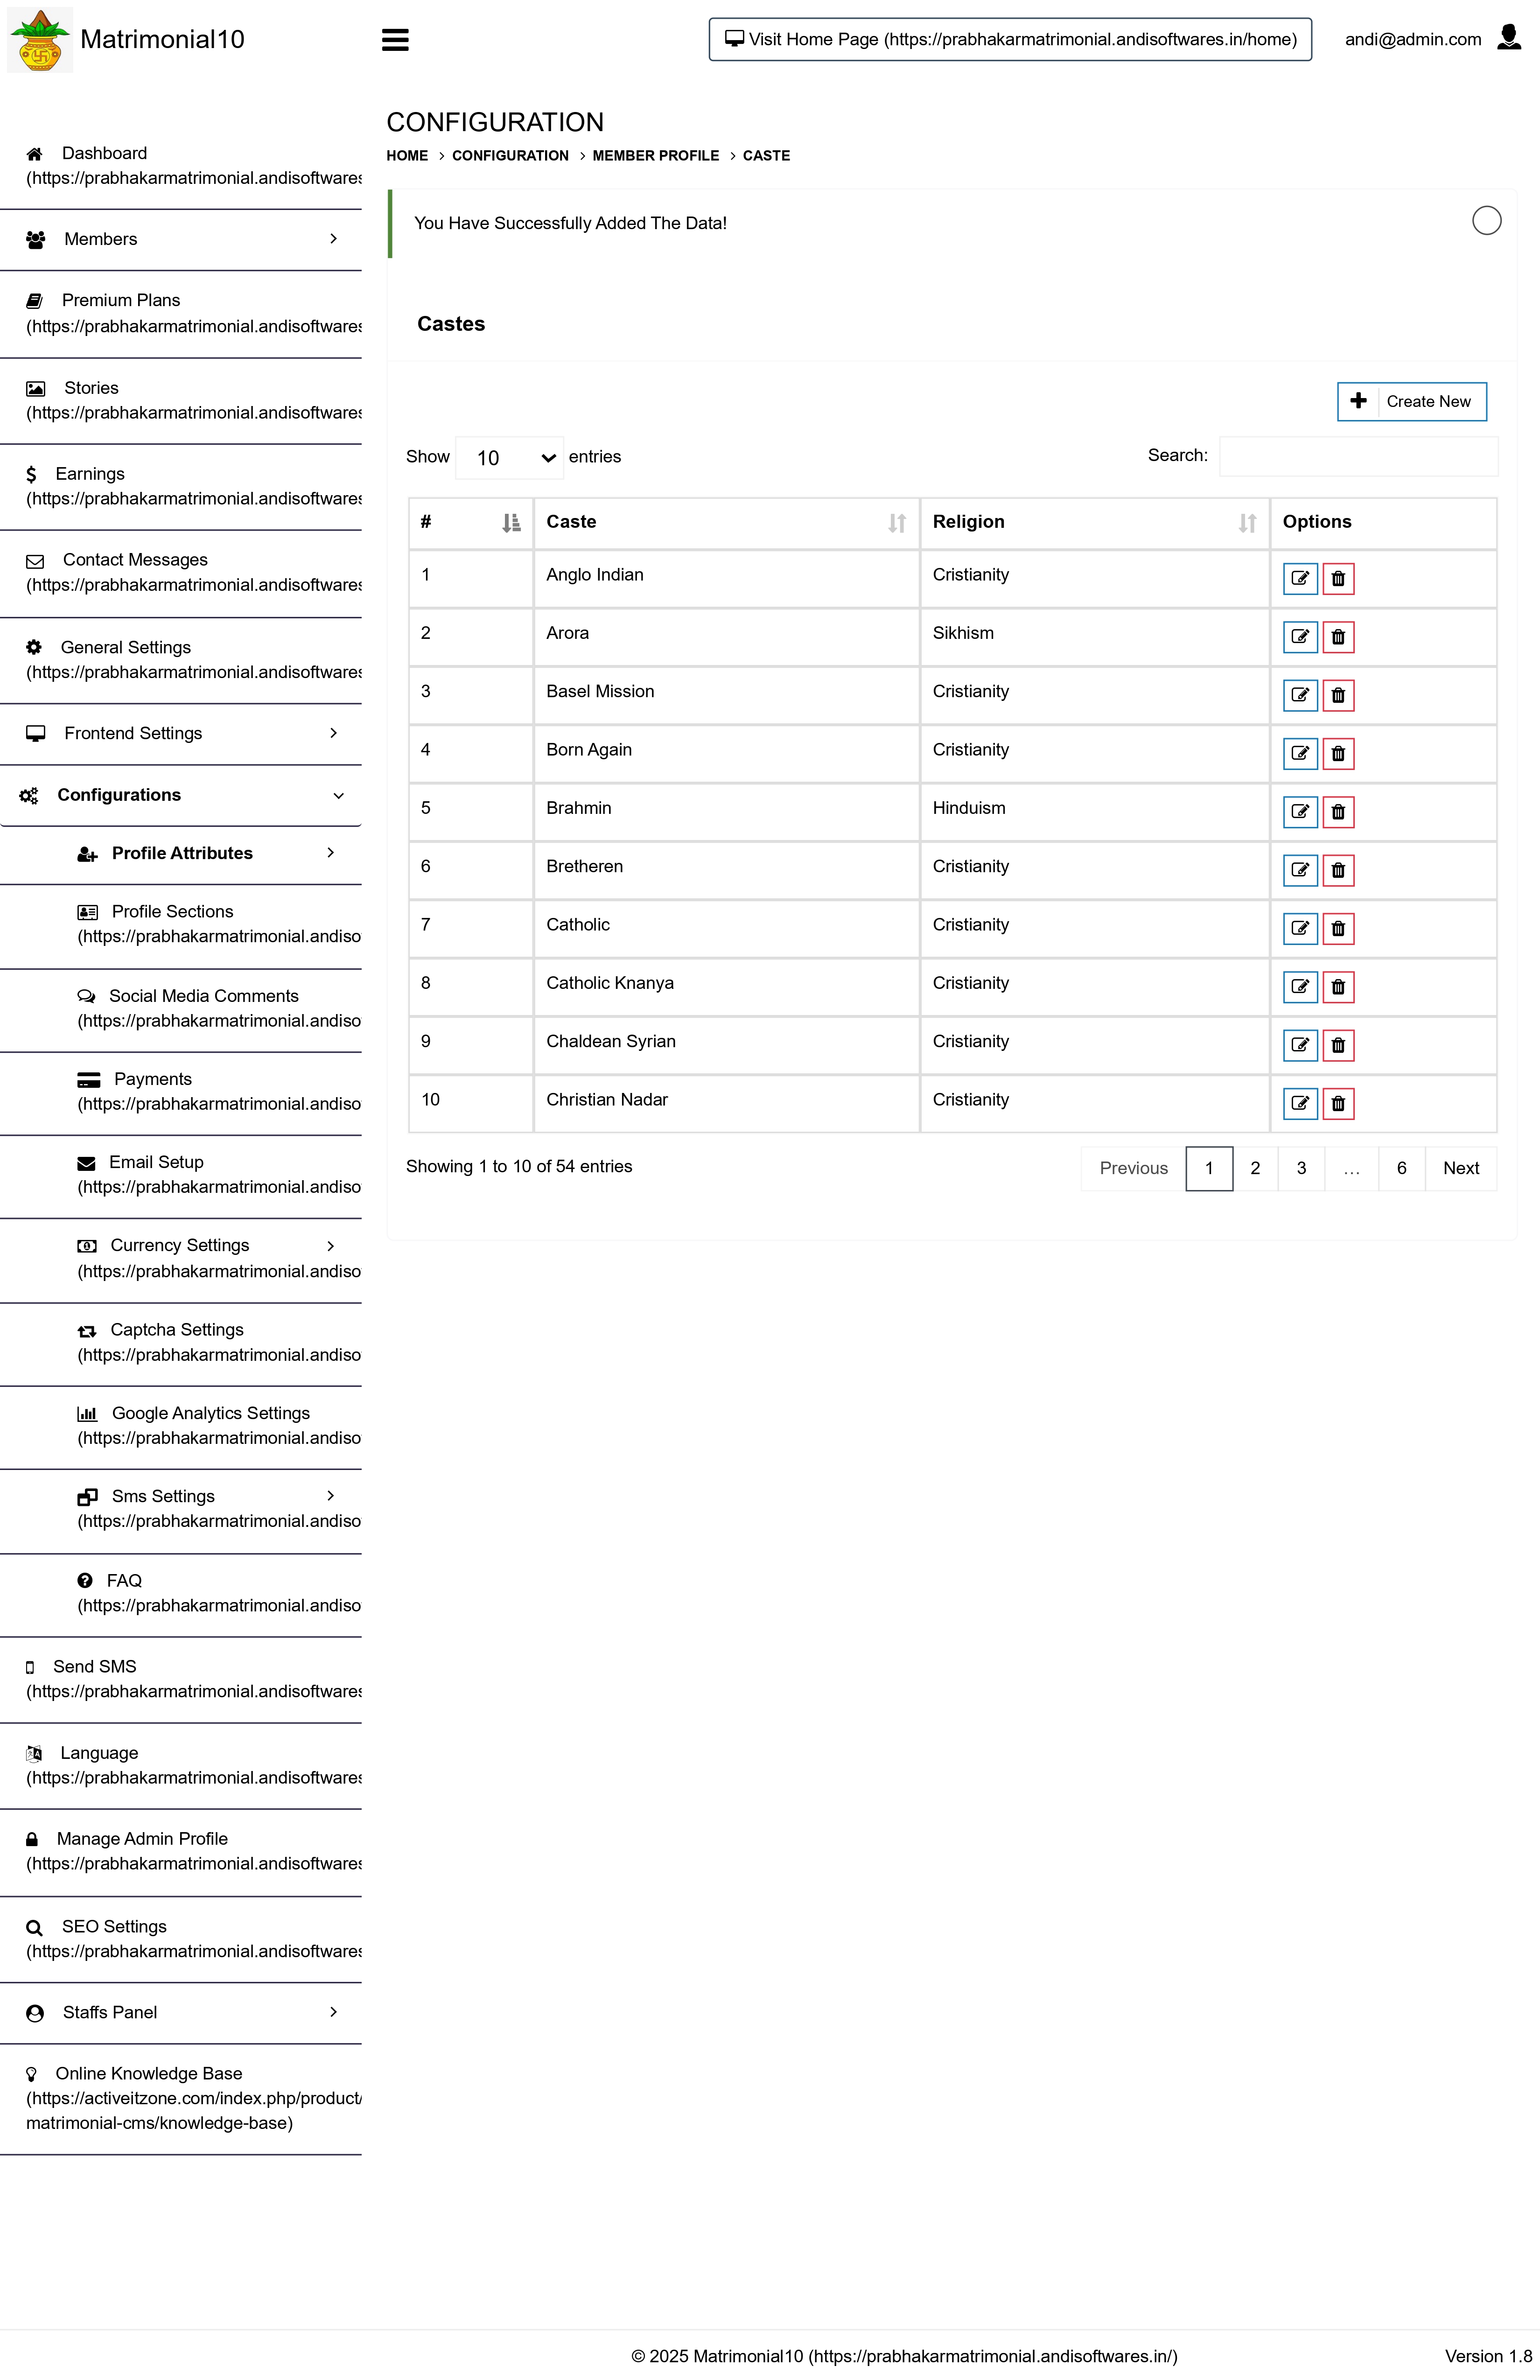 Matrimonial10
Visit Home Page (https://prabhakarmatrimonial.andisoftwares.in/home)
andi@admin.com
Dashboard
(https://prabhakarmatrimonial.andisoftwares
Members
Premium Plans
(https://prabhakarmatrimonial.andisoftwares
Stories
(https://prabhakarmatrimonial.andisoftwares
Earnings
(https://prabhakarmatrimonial.andisoftwares
Contact Messages
(https://prabhakarmatrimonial.andisoftwares
General Settings
(https://prabhakarmatrimonial.andisoftwares
Frontend Settings
Configurations
Profile Attributes
Profile Sections
(https://prabhakarmatrimonial.andiso
Social Media Comments
(https://prabhakarmatrimonial.andiso
Payments
(https://prabhakarmatrimonial.andiso
Email Setup
(https://prabhakarmatrimonial.andiso
Currency Settings
(https://prabhakarmatrimonial.andiso
Captcha Settings
(https://prabhakarmatrimonial.andiso
Google Analytics Settings
(https://prabhakarmatrimonial.andiso
Sms Settings
(https://prabhakarmatrimonial.andiso
FAQ
(https://prabhakarmatrimonial.andiso
Send SMS
(https://prabhakarmatrimonial.andisoftwares
Language
(https://prabhakarmatrimonial.andisoftwares
Manage Admin Profile
(https://prabhakarmatrimonial.andisoftwares
SEO Settings
(https://prabhakarmatrimonial.andisoftwares
Staffs Panel
Online Knowledge Base
(https://activeitzone.com/index.php/product/
matrimonial-cms/knowledge-base)
CONFIGURATION
HOME > CONFIGURATION > MEMBER PROFILE > CASTE
You Have Successfully Added The Data!
Castes
Create New
Show 10 entries
Search:
# Caste Religion Options
1 Anglo Indian Cristianity
2 Arora Sikhism
3 Basel Mission Cristianity
4 Born Again Cristianity
5 Brahmin Hinduism
6 Bretheren Cristianity
7 Catholic Cristianity
8 Catholic Knanya Cristianity
9 Chaldean Syrian Cristianity
10 Christian Nadar Cristianity
Showing 1 to 10 of 54 entries
Previous 1 2 3 … 6 Next
© 2025 Matrimonial10 (https://prabhakarmatrimonial.andisoftwares.in/)
Version 1.8